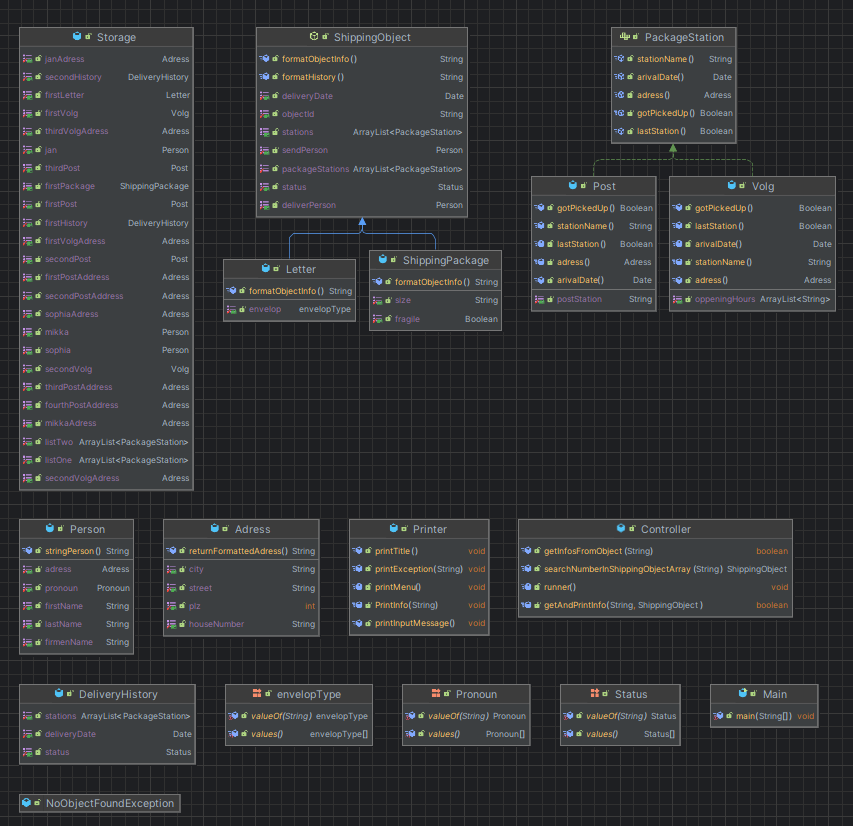 Storage
janAdress Adress
secondHistory DeliveryHistory
firstLetter Letter
firstVolg Volg
thirdVolgAdress Adress
jan Person
thirdPost Post
firstPackage ShippingPackage
firstPost Post
firstHistory DeliveryHistory
firstVolgAdress Adress
secondPost Post
firstPostAddress Adress
secondPostAddress Adress
sophiaAdress Adress
mikka Person
sophia Person
secondVolg Volg
thirdPostAddress Adress
fourthPostAddress Adress
mikkaAdress Adress
listTwo ArrayList<PackageStation>
listOne ArrayList<PackageStation>
secondVolgAdress Adress
ShippingObject
formatObjectInfo() String
formatHistory() String
deliveryDate Date
objectId String
stations ArrayList<PackageStation>
sendPerson Person
packageStations ArrayList<PackageStation>
status Status
deliverPerson Person
Letter
formatObjectInfo() String
envelop envelopType
ShippingPackage
formatObjectInfo() String
size String
fragile Boolean
PackageStation
stationName() String
arivalDate() Date
adress() Adress
gotPickedUp() Boolean
lastStation() Boolean
Post
gotPickedUp() Boolean
stationName() String
lastStation() Boolean
adress() Adress
arivalDate() Date
postStation String
Volg
gotPickedUp() Boolean
lastStation() Boolean
arivalDate() Date
stationName() String
adress() Adress
oppeningHours ArrayList<String>
Person
stringPerson() String
adress Adress
pronoun Pronoun
firstName String
lastName String
firmenName String
Adress
returnFormattedAdress() String
city String
street String
plz int
houseNumber String
Printer
printTitle() void
printException(String) void
printMenu() void
PrintInfo(String) void
printInputMessage() void
Controller
getInfosFromObject(String) boolean
searchNumberInShippingObjectArray(String) ShippingObject
runner() void
getAndPrintInfo(String, ShippingObject) boolean
DeliveryHistory
stations ArrayList<PackageStation>
deliveryDate Date
status Status
envelopType
valueOf(String) envelopType
values() envelopType[]
Pronoun
valueOf(String) Pronoun
values() Pronoun[]
Status
valueOf(String) Status
values() Status[]
Main
main(String[]) void
NoObjectFoundException